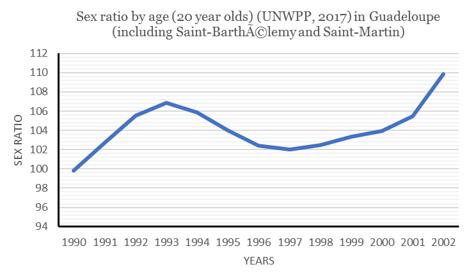 Sex ratio by age (20 year olds) (UNWPP, 2017) in Guadeloupe
(including Saint-BarthÃ©lemy and Saint-Martin)
112
110
108
106
104
102
100
98
96
94
SEX RATIO
1990 1991 1992 1993 1994 1995 1996 1997 1998 1999 2000 2001 2002
YEARS